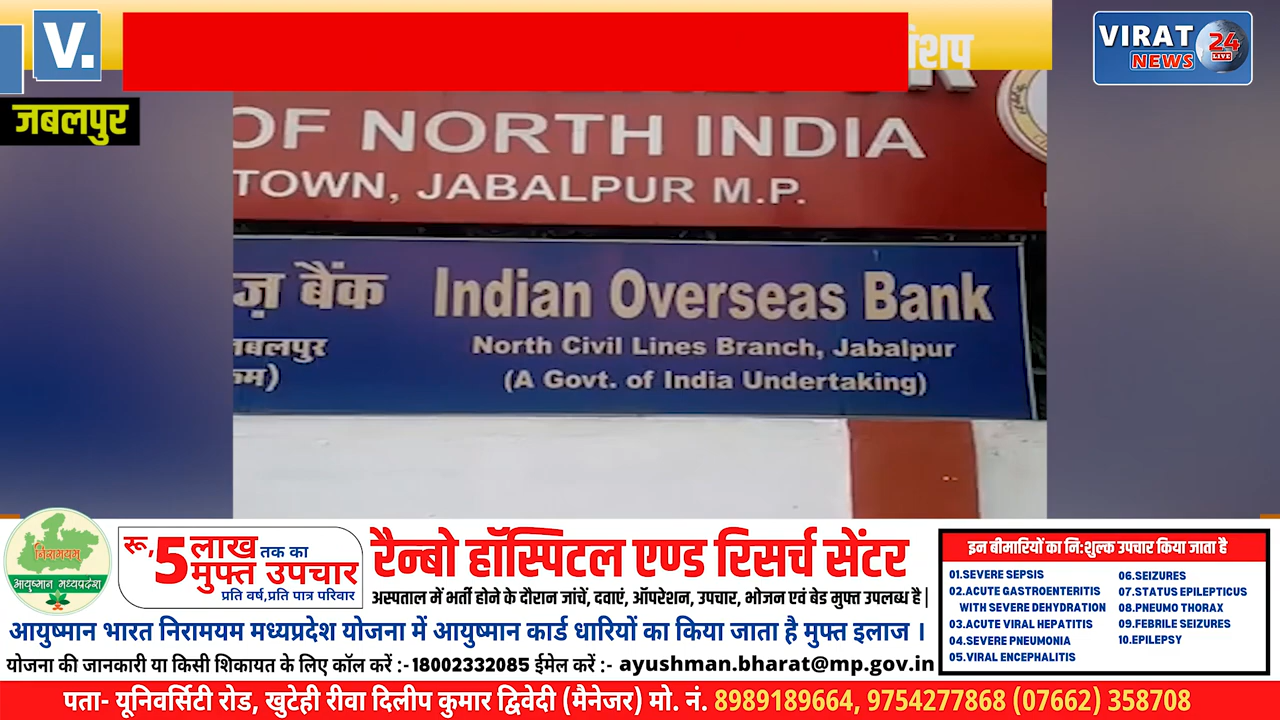 V.
VIRAT
24
LIVE
NEWS
जबलपुर
OF NORTH INDIA
TOWN, JABALPUR M.P.
ज़ बैंक
Indian Overseas Bank
जबलपुर
North Civil Lines Branch, Jabalpur
(A Govt. of India Undertaking)
निरामयम्
आयुष्मान मध्यप्रदेश
रू,5 लाख तक का
मुफ्त उपचार
प्रति वर्ष,प्रति पात्र परिवार
रैन्बो हॉस्पिटल एण्ड रिसर्च सेंटर
अस्पताल में भर्ती होने के दौरान जांचें, दवाएं, ऑपरेशन, उपचार, भोजन एवं बेड मुफ्त उपलब्ध है|
आयुष्मान भारत निरामयम मध्यप्रदेश योजना में आयुष्मान कार्ड धारियों का किया जाता है मुफ्त इलाज ।
योजना की जानकारी या किसी शिकायत के लिए कॉल करें :- 18002332085 ईमेल करें :- ayushman.bharat@mp.gov.in
इन बीमारियों का नि:शुल्क उपचार किया जाता है
01.SEVERE SEPSIS
02.ACUTE GASTROENTERITIS
WITH SEVERE DEHYDRATION
03.ACUTE VIRAL HEPATITIS
04.SEVERE PNEUMONIA
05.VIRAL ENCEPHALITIS
06.SEIZURES
07.STATUS EPILEPTICUS
08.PNEUMO THORAX
09.FEBRILE SEIZURES
10.EPILEPSY
पता- यूनिवर्सिटी रोड, खुटेही रीवा दिलीप कुमार द्विवेदी (मैनेजर) मो. नं. 8989189664, 9754277868 (07662) 358708